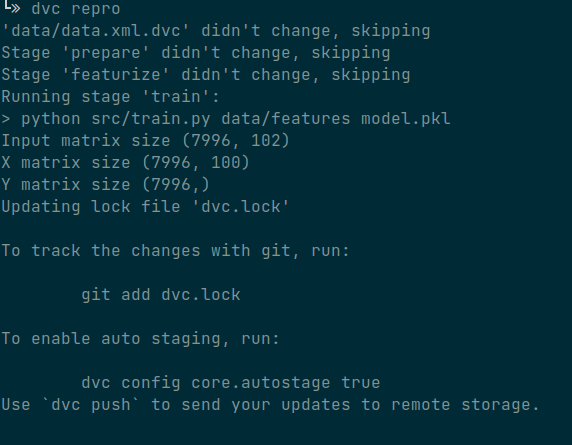 └» dvc repro
'data/data.xml.dvc' didn't change, skipping
Stage 'prepare' didn't change, skipping
Stage 'featurize' didn't change, skipping
Running stage 'train':
> python src/train.py data/features model.pkl
Input matrix size (7996, 102)
X matrix size (7996, 100)
Y matrix size (7996,)
Updating lock file 'dvc.lock'
To track the changes with git, run:
git add dvc.lock
To enable auto staging, run:
dvc config core.autostage true
Use `dvc push` to send your updates to remote storage.